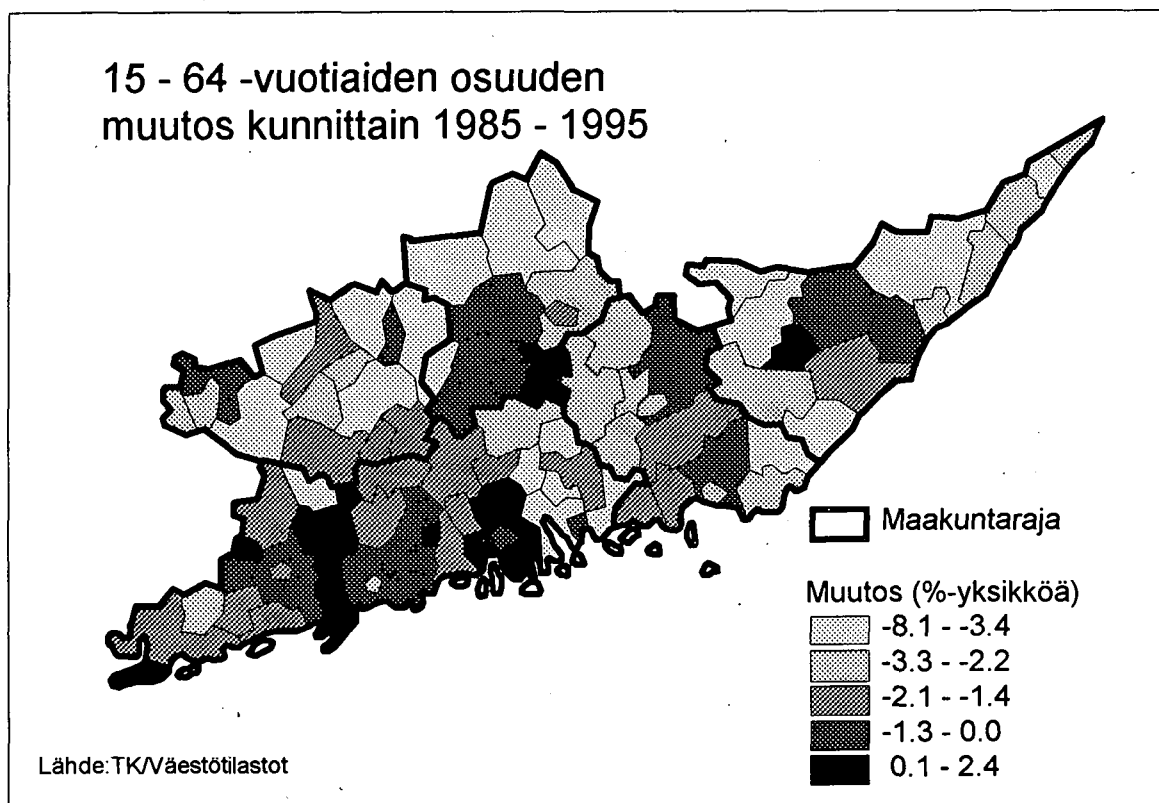 15 - 64 -vuotiaiden osuuden
muutos kunnittain 1985 - 1995
Maakuntaraja
Muutos (%-yksikköä)
-8.1 - -3.4
-3.3 - -2.2
-2.1 - -1.4
-1.3 - 0.0
0.1 - 2.4
Lähde:TK/Väestötilastot